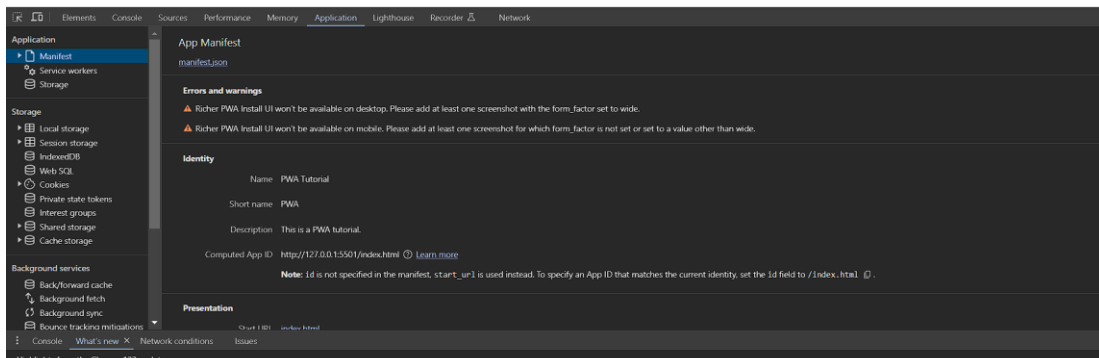 Elements Console Sources Performance Memory Application Lighthouse Recorder Network
Application
Manifest
Service workers
Storage
Storage
Local storage
Session storage
IndexedDB
Web SQL
Cookies
Private state tokens
Interest groups
Shared storage
Cache storage
Background services
Back/forward cache
Background fetch
Background sync
Bounce tracking mitigations
App Manifest
manifest.json
Errors and warnings
Richer PWA Install UI won't be available on desktop. Please add at least one screenshot with the form_factor set to wide.
Richer PWA Install UI won't be available on mobile. Please add at least one screenshot for which form_factor is not set or set to a value other than wide.
Identity
Name PWA Tutorial
Short name PWA
Description This is a PWA tutorial.
Computed App ID http://127.0.0.1:5501/index.html Learn more
Note: id is not specified in the manifest, start_url is used instead. To specify an App ID that matches the current identity, set the id field to /index.html .
Presentation
Start URL index.html
Console What's new Network conditions Issues